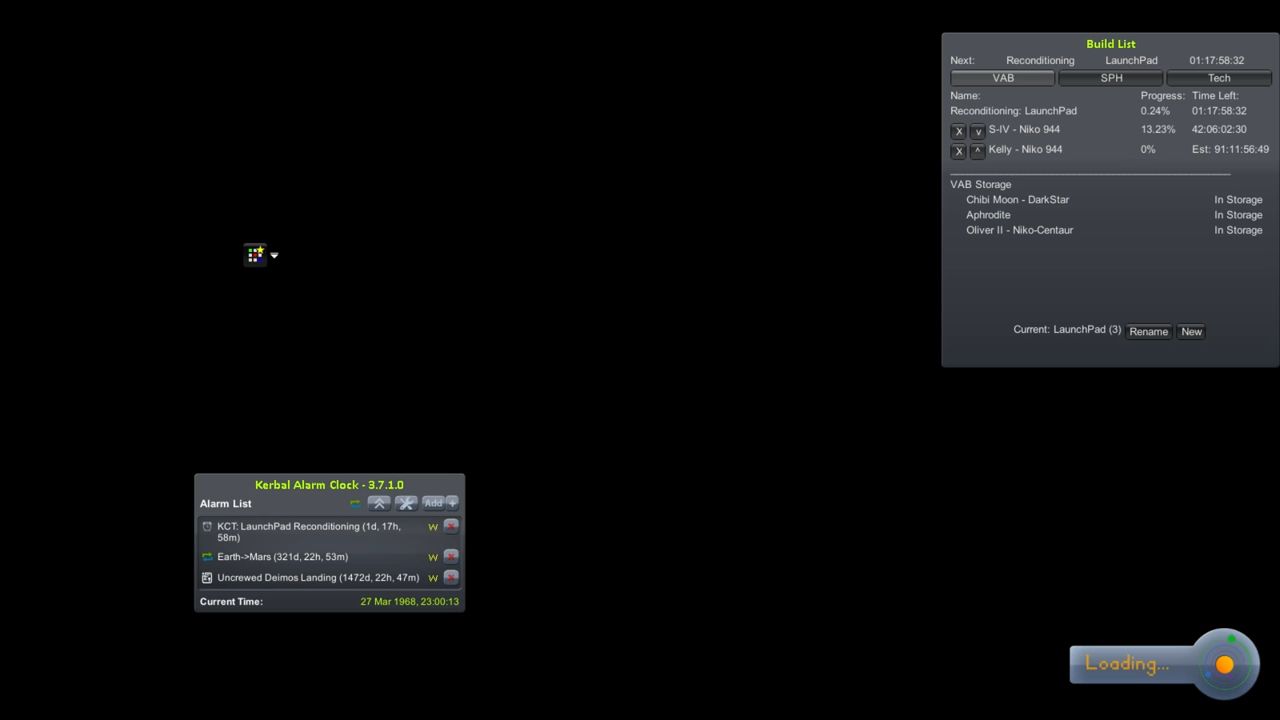 Build List
Next: Reconditioning LaunchPad 01:17:58:32
VAB SPH Tech
Name: Progress: Time Left:
Reconditioning: LaunchPad 0.24% 01:17:58:32
X v S-IV - Niko 944 13.23% 42:06:02:30
X ^ Kelly - Niko 944 0% Est: 91:11:56:49
VAB Storage
Chibi Moon - DarkStar In Storage
Aphrodite In Storage
Oliver II - Niko-Centaur In Storage
Current: LaunchPad (3) Rename New
Kerbal Alarm Clock - 3.7.1.0
Alarm List Add +
KCT: LaunchPad Reconditioning (1d, 17h, W
58m)
Earth->Mars (321d, 22h, 53m) W
Uncrewed Deimos Landing (1472d, 22h, 47m) W
Current Time: 27 Mar 1968, 23:00:13
Loading...